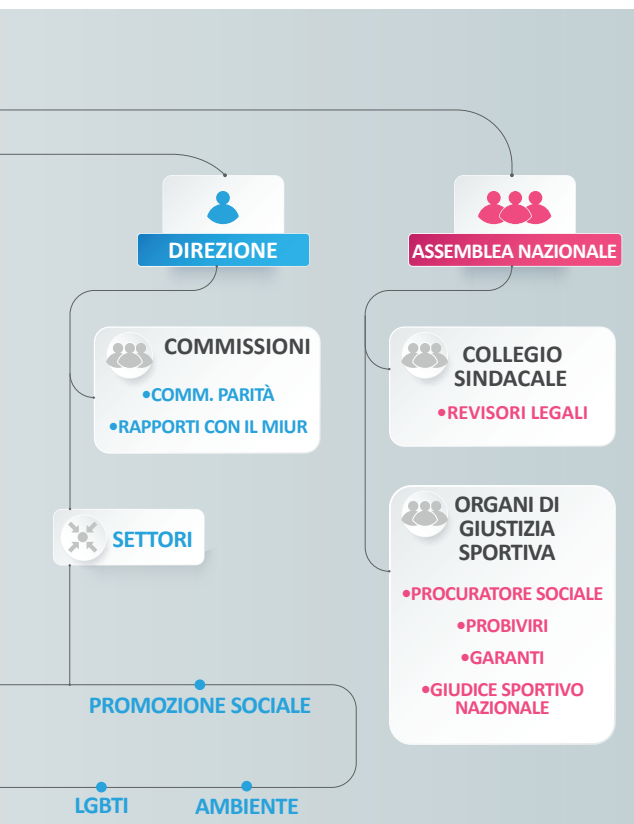 DIREZIONE
COMMISSIONI
•COMM. PARITÀ
•RAPPORTI CON IL MIUR
SETTORI
PROMOZIONE SOCIALE
LGBTI
AMBIENTE
ASSEMBLEA NAZIONALE
COLLEGIO
SINDACALE
•REVISORI LEGALI
ORGANI DI
GIUSTIZIA
SPORTIVA
•PROCURATORE SOCIALE
•PROBIVIRI
•GARANTI
•GIUDICE SPORTIVO
NAZIONALE